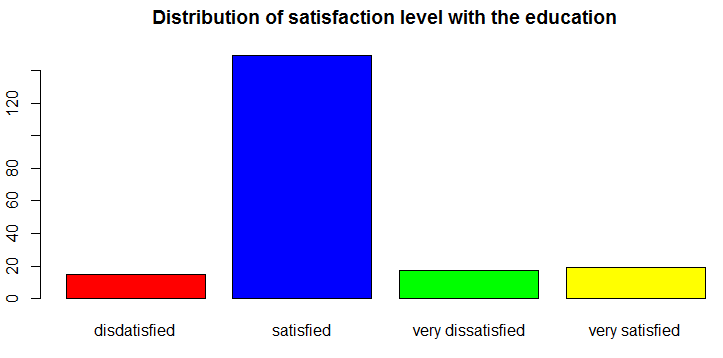 Distribution of satisfaction level with the education
120
80
60
40
20
0
disdatisfied
satisfied
very dissatisfied
very satisfied